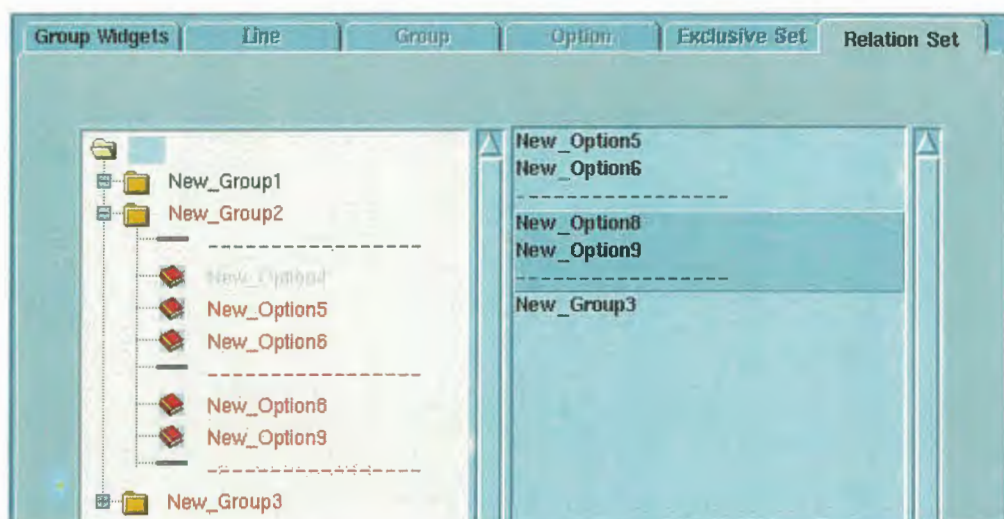 Group Widgets
Line
Group
Option
Exclusive Set
Relation Set
New_Group1
New_Group2
--------------------
New_Option4
New_Option5
New_Option6
--------------------
New_Option8
New_Option9
--------------------
New_Group3
New_Option5
New_Option6
--------------------
New_Option8
New_Option9
--------------------
New_Group3